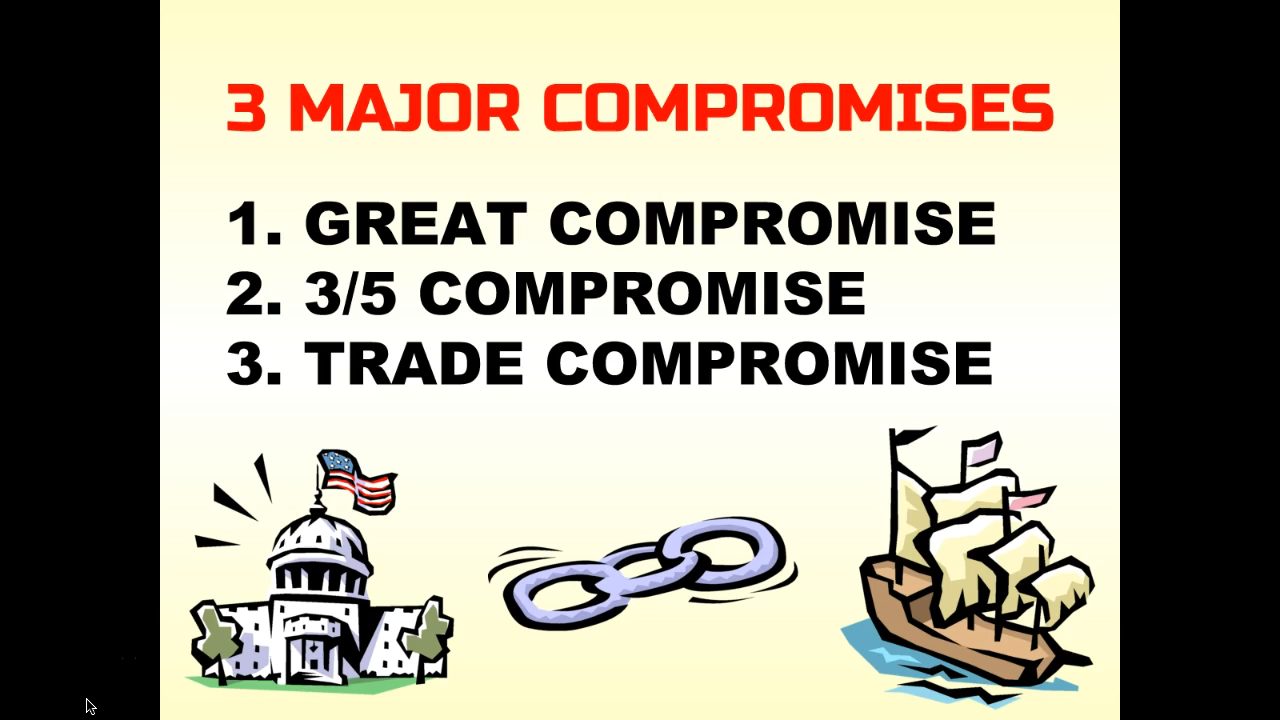 3 MAJOR COMPROMISES
1. GREAT COMPROMISE
2. 3/5 COMPROMISE
3. TRADE COMPROMISE